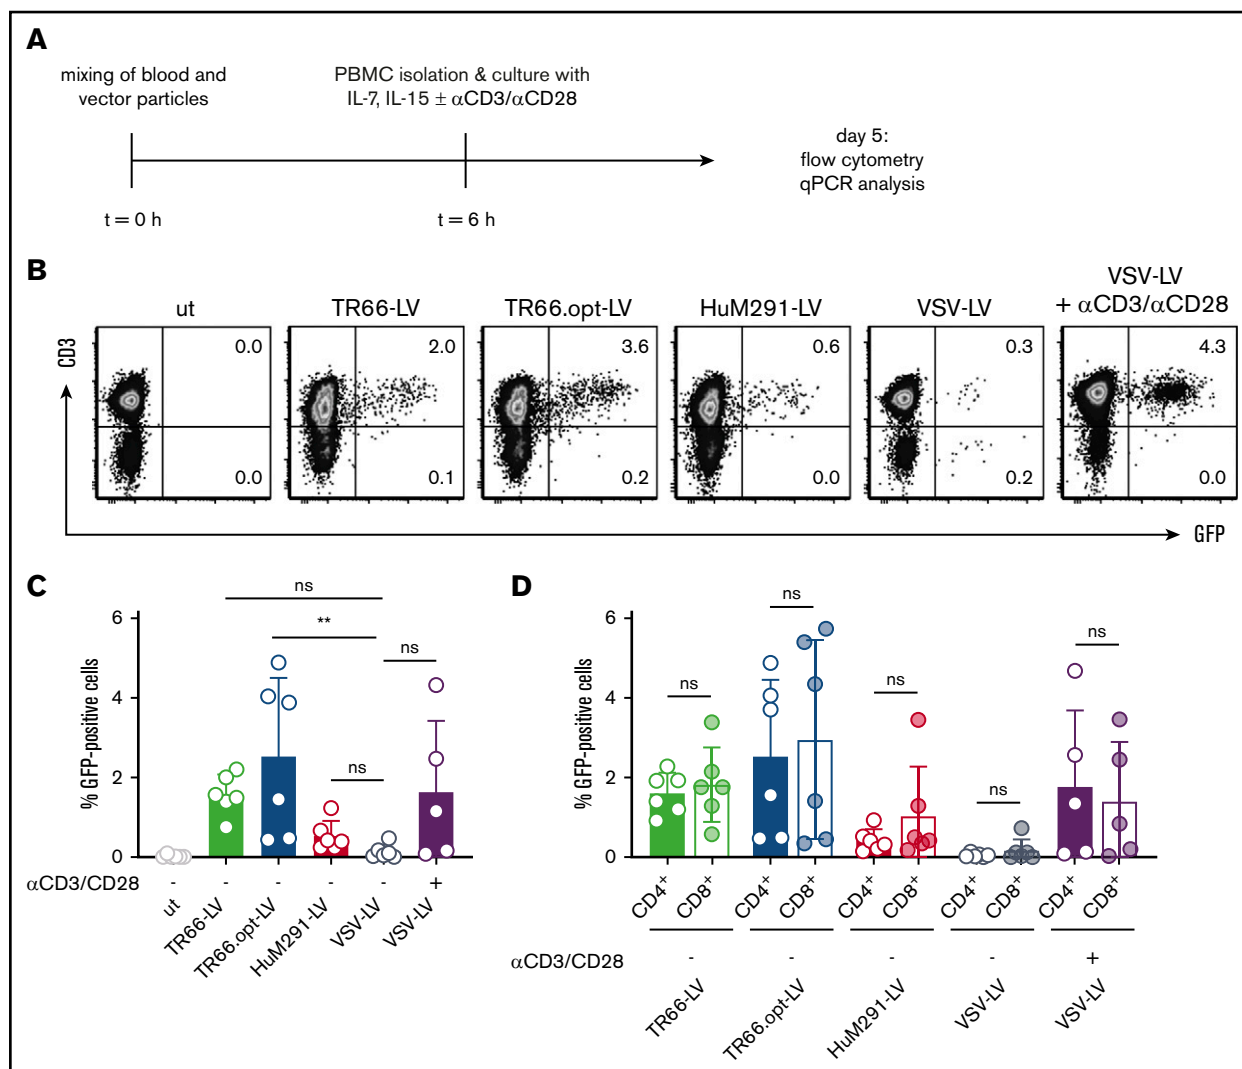 A
mixing of blood and
vector particles
PBMC isolation & culture with
IL-7, IL-15 ± αCD3/αCD28
day 5:
flow cytometry
qPCR analysis
t = 0 h
t = 6 h
B
ut
TR66-LV
TR66.opt-LV
HuM291-LV
VSV-LV
VSV-LV
+ αCD3/αCD28
CD3
0.0
2.0
3.6
0.6
0.3
4.3
0.0
0.1
0.2
0.0
0.2
0.0
GFP
C
ns
**
ns
ns
% GFP-positive cells
6
4
2
0
αCD3/CD28
- - - - - +
ut
TR66-LV
TR66.opt-LV
HuM291-LV
VSV-LV
VSV-LV
D
ns
ns
ns
ns
ns
% GFP-positive cells
6
4
2
0
CD4+ CD8+ CD4+ CD8+ CD4+ CD8+ CD4+ CD8+ CD4+ CD8+
αCD3/CD28
- - - - +
TR66-LV
TR66.opt-LV
HuM291-LV
VSV-LV
VSV-LV